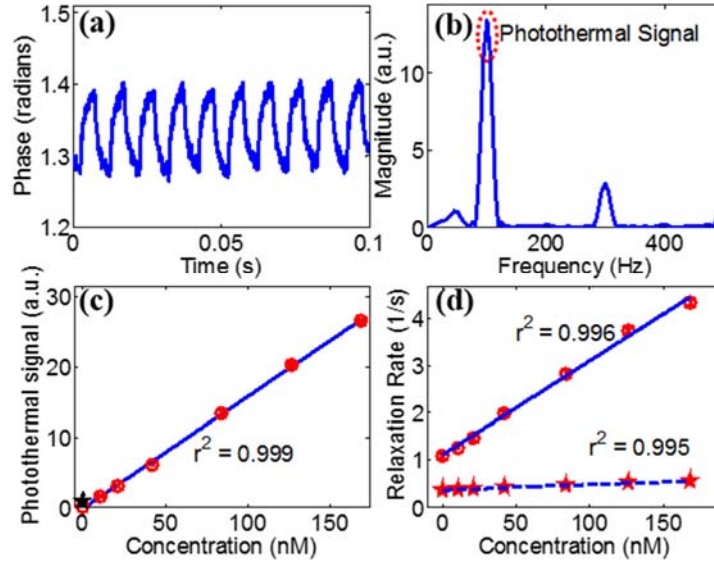 (a)
1.5
1.4
1.3
1.2
Phase (radians)
0
0.05
0.1
Time (s)
(b)
Photothermal Signal
10
5
0
Magnitude (a.u.)
0
200
400
Frequency (Hz)
(c)
30
20
10
0
Photothermal signal (a.u.)
r² = 0.999
0
50
100
150
Concentration (nM)
(d)
4
3
2
1
0
Relaxation Rate (1/s)
r² = 0.996
r² = 0.995
0
50
100
150
Concentration (nM)